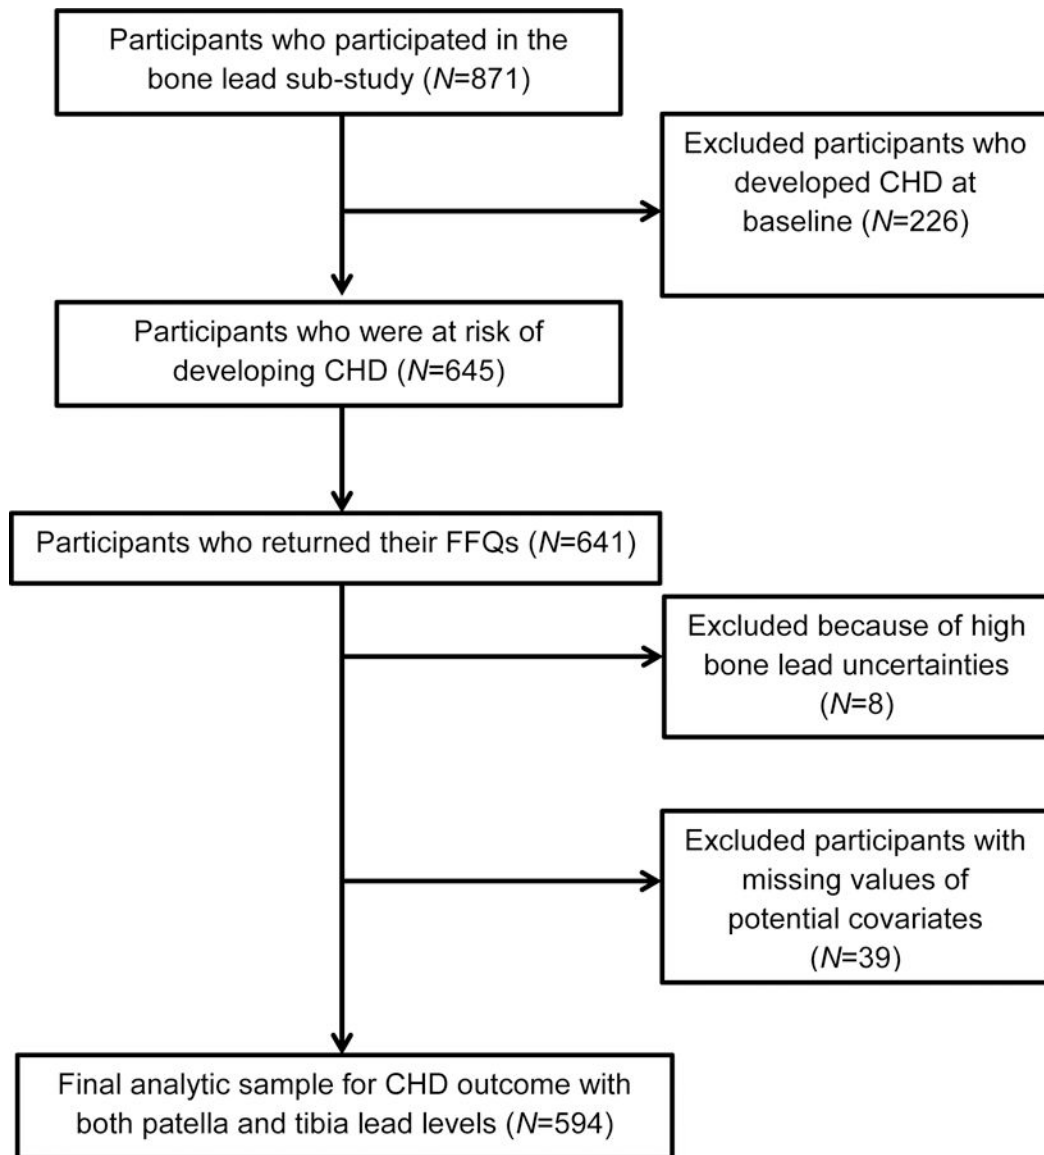 Participants who participated in the
bone lead sub-study (N=871)
Excluded participants who
developed CHD at
baseline (N=226)
Participants who were at risk of
developing CHD (N=645)
Participants who returned their FFQs (N=641)
Excluded because of high
bone lead uncertainties
(N=8)
Excluded participants with
missing values of
potential covariates
(N=39)
Final analytic sample for CHD outcome with
both patella and tibia lead levels (N=594)